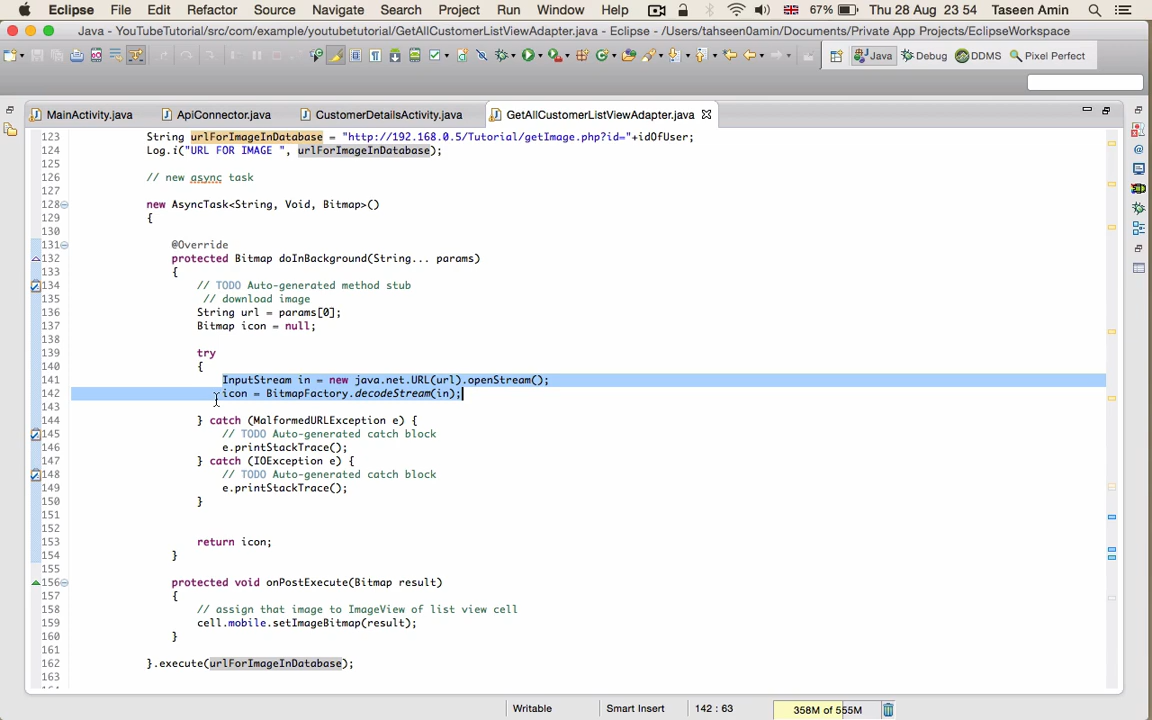 Eclipse File Edit Refactor Source Navigate Search Project Run Window Help 67% Thu 28 Aug 23 54 Taseen Amin
Java - YouTubeTutorial/src/com/example/youtubetutorial/GetAllCustomerListViewAdapter.java - Eclipse - /Users/tahseen0amin/Documents/Private App Projects/EclipseWorkspace
Java Debug DDMS Pixel Perfect
MainActivity.java ApiConnector.java CustomerDetailsActivity.java GetAllCustomerListViewAdapter.java
123 String urlForImageInDatabase = "http://192.168.0.5/Tutorial/getImage.php?id="+idOfUser;
124 Log.i("URL FOR IMAGE ", urlForImageInDatabase);
125
126 // new async task
127
128 new AsyncTask<String, Void, Bitmap>()
129 {
130
131 @Override
132 protected Bitmap doInBackground(String... params)
133 {
134 // TODO Auto-generated method stub
135 // download image
136 String url = params[0];
137 Bitmap icon = null;
138
139 try
140 {
141 InputStream in = new java.net.URL(url).openStream();
142 icon = BitmapFactory.decodeStream(in);
143
144 } catch (MalformedURLException e) {
145 // TODO Auto-generated catch block
146 e.printStackTrace();
147 } catch (IOException e) {
148 // TODO Auto-generated catch block
149 e.printStackTrace();
150 }
151
152
153 return icon;
154 }
155
156 protected void onPostExecute(Bitmap result)
157 {
158 // assign that image to ImageView of list view cell
159 cell.mobile.setImageBitmap(result);
160 }
161
162 }.execute(urlForImageInDatabase);
163
Writable Smart Insert 142 : 63 358M of 555M